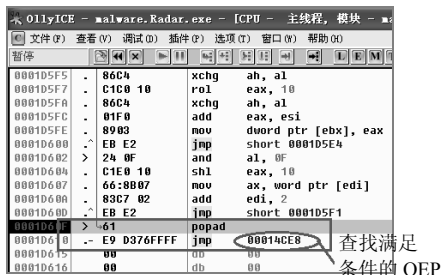 OllyICE - malware.Radar.exe - [CPU - 主线程, 模块 - ma
文件(F) 查看(V) 调试(D) 插件(P) 选项(T) 窗口(W) 帮助(H)
暂停 L E M T
0001D5F5 . 86C4 xchg ah, al
0001D5F7 . C1C0 10 rol eax, 10
0001D5FA . 86C4 xchg ah, al
0001D5FC . 01F0 add eax, esi
0001D5FE . 8903 mov dword ptr [ebx], eax
0001D600 .^ EB E2 jmp short 0001D5E4
0001D602 > 24 0F and al, 0F
0001D604 . C1E0 10 shl eax, 10
0001D607 . 66:8B07 mov ax, word ptr [edi]
0001D60A . 83C7 02 add edi, 2
0001D60D .^ EB E2 jmp short 0001D5F1
0001D60F > 61 popad
0001D610 .- E9 D376FFFF jmp 00014CE8
0001D615 00 db 00
0001D616 00 db 00
查找满足
条件的 OEP